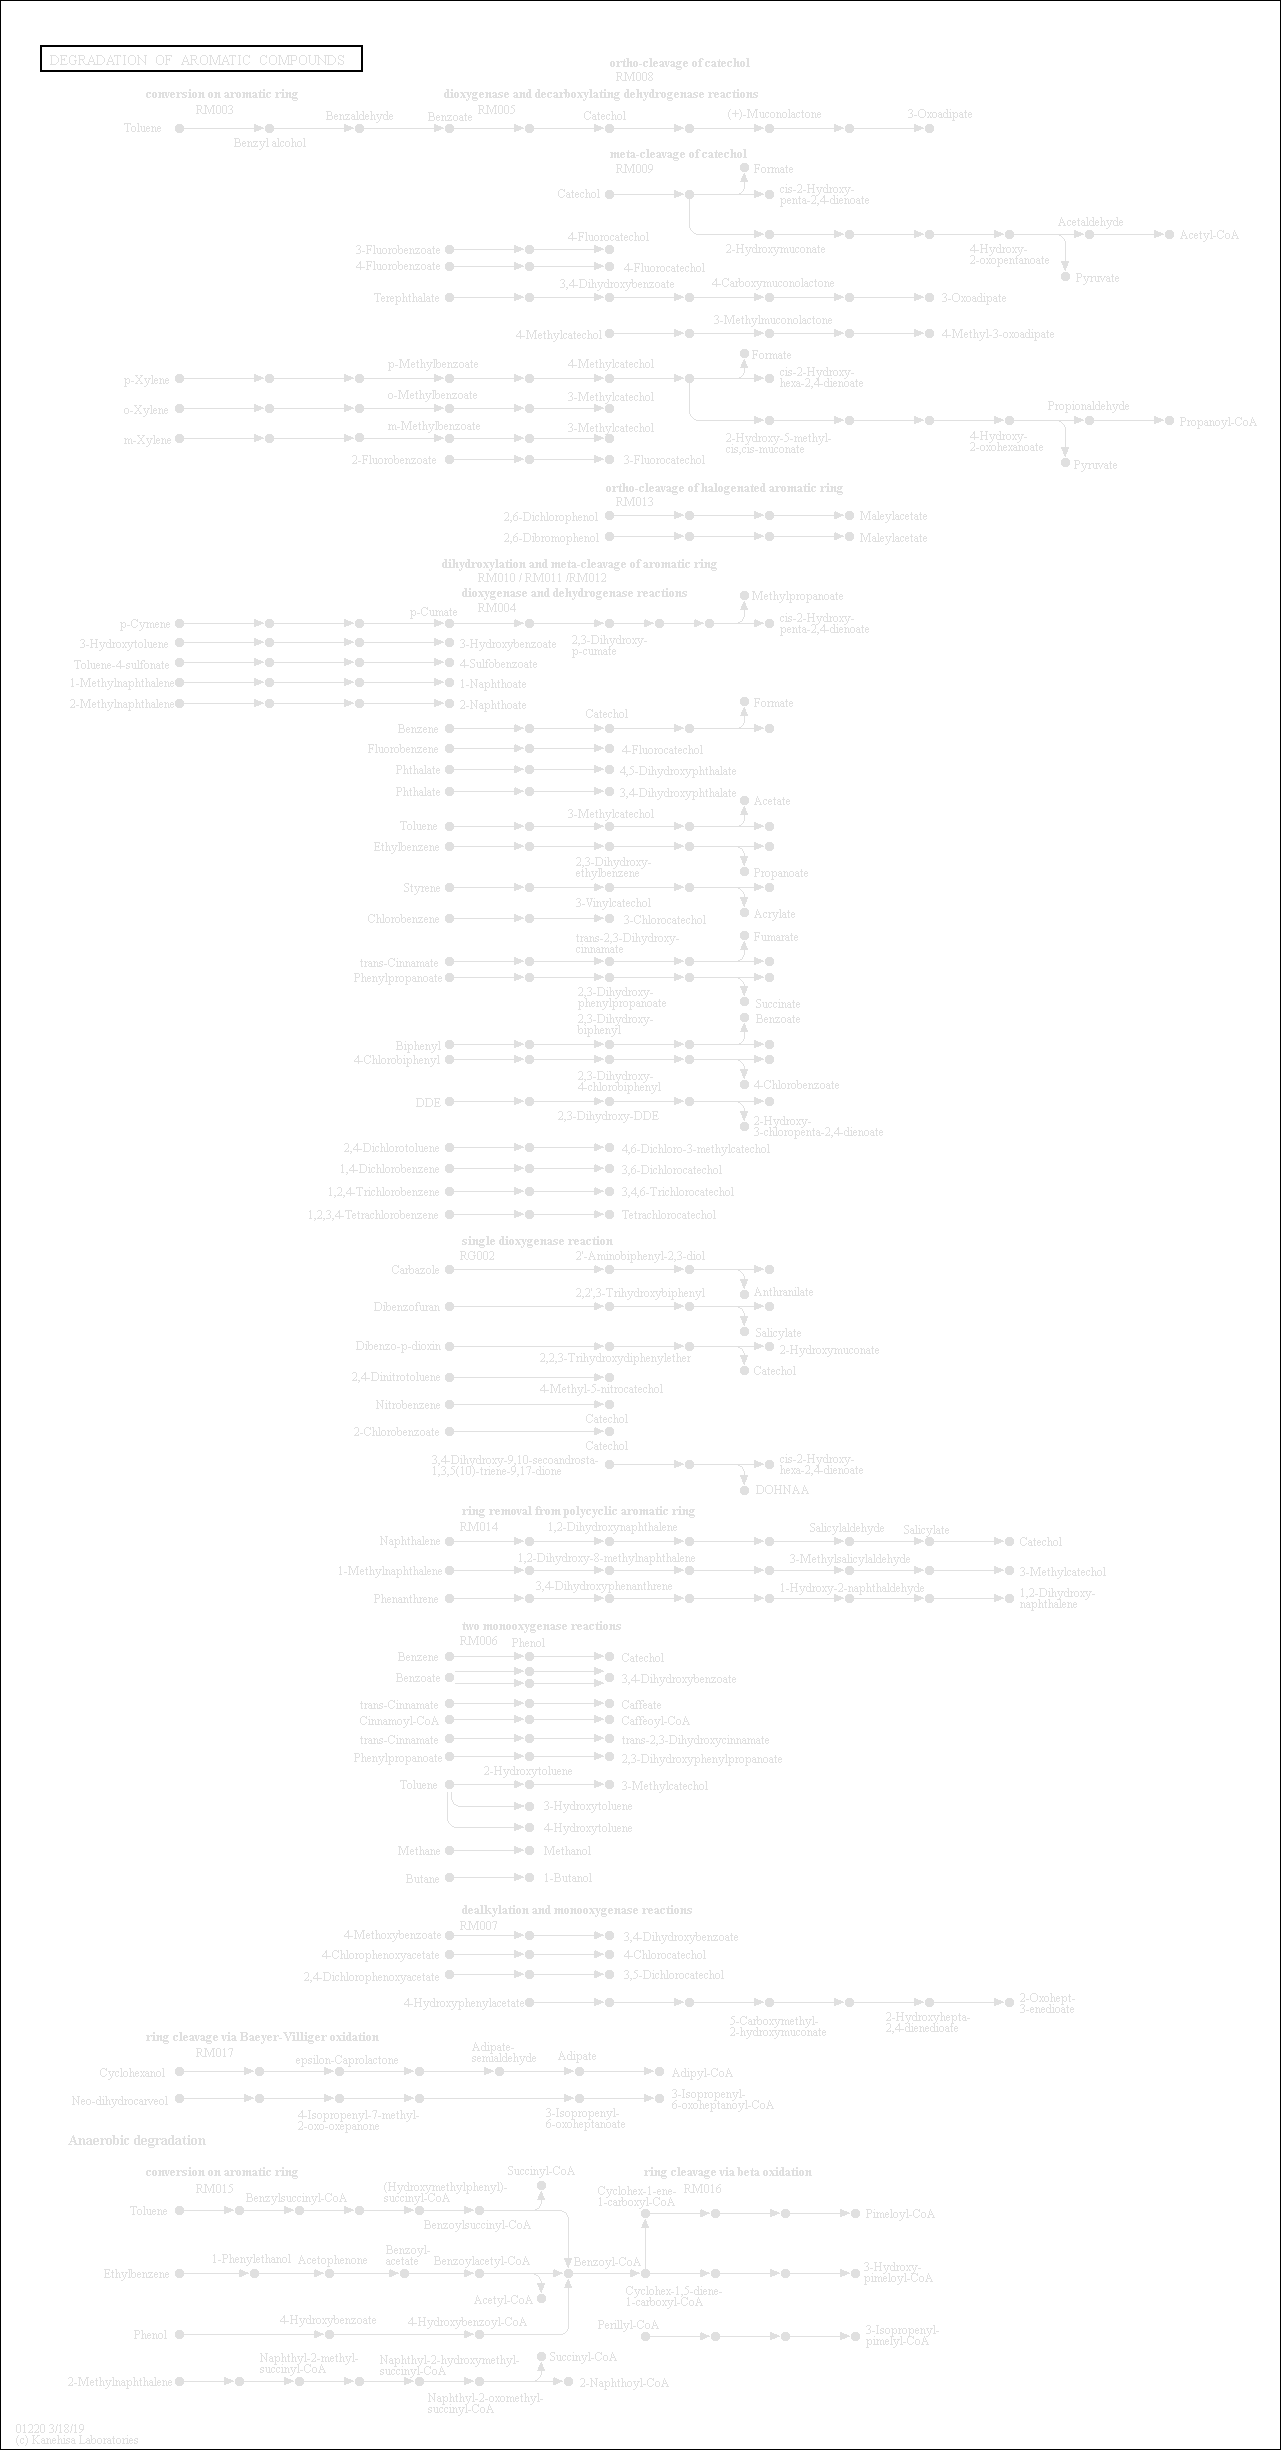 DEGRADATION OF AROMATIC COMPOUNDS
ortho-cleavage of catechol
RM008
conversion on aromatic ring
dioxygenase and decarboxylating dehydrogenase reactions
RM003
RM005
Toluene
Benzyl alcohol
Benzaldehyde
Benzoate
Catechol
(+)-Muconolactone
3-Oxoadipate
meta-cleavage of catechol
RM009
Catechol
Formate
cis-2-Hydroxy-
penta-2,4-dienoate
2-Hydroxymuconate
4-Hydroxy-
2-oxopentanoate
Acetaldehyde
Acetyl-CoA
Pyruvate
3-Fluorobenzoate
4-Fluorocatechol
4-Fluorobenzoate
4-Fluorocatechol
Terephthalate
3,4-Dihydroxybenzoate
4-Carboxymuconolactone
3-Oxoadipate
4-Methylcatechol
3-Methylmuconolactone
4-Methyl-3-oxoadipate
p-Xylene
p-Methylbenzoate
4-Methylcatechol
Formate
cis-2-Hydroxy-
hexa-2,4-dienoate
o-Xylene
o-Methylbenzoate
3-Methylcatechol
m-Xylene
m-Methylbenzoate
3-Methylcatechol
2-Hydroxy-5-methyl-
cis,cis-muconate
4-Hydroxy-
2-oxohexanoate
Propionaldehyde
Propanoyl-CoA
Pyruvate
2-Fluorobenzoate
3-Fluorocatechol
ortho-cleavage of halogenated aromatic ring
RM013
2,6-Dichlorophenol
Maleylacetate
2,6-Dibromophenol
Maleylacetate
dihydroxylation and meta-cleavage of aromatic ring
RM010 / RM011 /RM012
dioxygenase and dehydrogenase reactions
RM004
p-Cymene
p-Cumate
2,3-Dihydroxy-
p-cumate
Methylpropanoate
cis-2-Hydroxy-
penta-2,4-dienoate
3-Hydroxytoluene
3-Hydroxybenzoate
Toluene-4-sulfonate
4-Sulfobenzoate
1-Methylnaphthalene
1-Naphthoate
2-Methylnaphthalene
2-Naphthoate
Benzene
Catechol
Formate
Fluorobenzene
4-Fluorocatechol
Phthalate
4,5-Dihydroxyphthalate
Phthalate
3,4-Dihydroxyphthalate
Toluene
3-Methylcatechol
Acetate
Ethylbenzene
2,3-Dihydroxy-
ethylbenzene
Propanoate
Styrene
3-Vinylcatechol
Acrylate
Chlorobenzene
3-Chlorocatechol
trans-Cinnamate
trans-2,3-Dihydroxy-
cinnamate
Fumarate
Phenylpropanoate
2,3-Dihydroxy-
phenylpropanoate
Succinate
Biphenyl
2,3-Dihydroxy-
biphenyl
Benzoate
4-Chlorobiphenyl
2,3-Dihydroxy-
4-chlorobiphenyl
4-Chlorobenzoate
DDE
2,3-Dihydroxy-DDE
2-Hydroxy-
3-chloropenta-2,4-dienoate
2,4-Dichlorotoluene
4,6-Dichloro-3-methylcatechol
1,4-Dichlorobenzene
3,6-Dichlorocatechol
1,2,4-Trichlorobenzene
3,4,6-Trichlorocatechol
1,2,3,4-Tetrachlorobenzene
Tetrachlorocatechol
single dioxygenase reaction
RG002
Carbazole
2'-Aminobiphenyl-2,3-diol
Anthranilate
Dibenzofuran
2,2',3-Trihydroxybiphenyl
Salicylate
Dibenzo-p-dioxin
2,2,3-Trihydroxydiphenylether
2-Hydroxymuconate
Catechol
2,4-Dinitrotoluene
4-Methyl-5-nitrocatechol
Nitrobenzene
Catechol
2-Chlorobenzoate
Catechol
3,4-Dihydroxy-9,10-secoandrosta-
1,3,5(10)-triene-9,17-dione
cis-2-Hydroxy-
hexa-2,4-dienoate
DOHNAA
ring removal from polycyclic aromatic ring
RM014
Naphthalene
1,2-Dihydroxynaphthalene
Salicylaldehyde
Salicylate
Catechol
1-Methylnaphthalene
1,2-Dihydroxy-8-methylnaphthalene
3-Methylsalicylaldehyde
3-Methylcatechol
Phenanthrene
3,4-Dihydroxyphenanthrene
1-Hydroxy-2-naphthaldehyde
1,2-Dihydroxy-
naphthalene
two monooxygenase reactions
RM006
Benzene
Phenol
Catechol
Benzoate
3,4-Dihydroxybenzoate
trans-Cinnamate
Caffeate
Cinnamoyl-CoA
Caffeoyl-CoA
trans-Cinnamate
trans-2,3-Dihydroxycinnamate
Phenylpropanoate
2,3-Dihydroxyphenylpropanoate
Toluene
2-Hydroxytoluene
3-Methylcatechol
3-Hydroxytoluene
4-Hydroxytoluene
Methane
Methanol
Butane
1-Butanol
dealkylation and monooxygenase reactions
RM007
4-Methoxybenzoate
3,4-Dihydroxybenzoate
4-Chlorophenoxyacetate
4-Chlorocatechol
2,4-Dichlorophenoxyacetate
3,5-Dichlorocatechol
4-Hydroxyphenylacetate
5-Carboxymethyl-
2-hydroxymuconate
2-Hydroxyhepta-
2,4-dienedioate
2-Oxohept-
3-enedioate
ring cleavage via Baeyer-Villiger oxidation
RM017
Cyclohexanol
epsilon-Caprolactone
Adipate-
semialdehyde
Adipate
Adipyl-CoA
Neo-dihydrocarveol
4-Isopropenyl-7-methyl-
2-oxo-oxepanone
3-Isopropenyl-
6-oxoheptanoate
3-Isopropenyl-
6-oxoheptanoyl-CoA
Anaerobic degradation
conversion on aromatic ring
RM015
ring cleavage via beta oxidation
RM016
Toluene
Benzylsuccinyl-CoA
(Hydroxymethylphenyl)-
succinyl-CoA
Benzoylsuccinyl-CoA
Succinyl-CoA
Cyclohex-1-ene-
1-carboxyl-CoA
Pimeloyl-CoA
Ethylbenzene
1-Phenylethanol
Acetophenone
Benzoyl-
acetate
Benzoylacetyl-CoA
Acetyl-CoA
Benzoyl-CoA
Cyclohex-1,5-diene-
1-carboxyl-CoA
3-Hydroxy-
pimeloyl-CoA
Phenol
4-Hydroxybenzoate
4-Hydroxybenzoyl-CoA
Perillyl-CoA
3-Isopropenyl-
pimelyl-CoA
2-Methylnaphthalene
Naphthyl-2-methyl-
succinyl-CoA
Naphthyl-2-hydroxymethyl-
succinyl-CoA
Naphthyl-2-oxomethyl-
succinyl-CoA
Succinyl-CoA
2-Naphthoyl-CoA
01220 3/18/19
(c) Kanehisa Laboratories